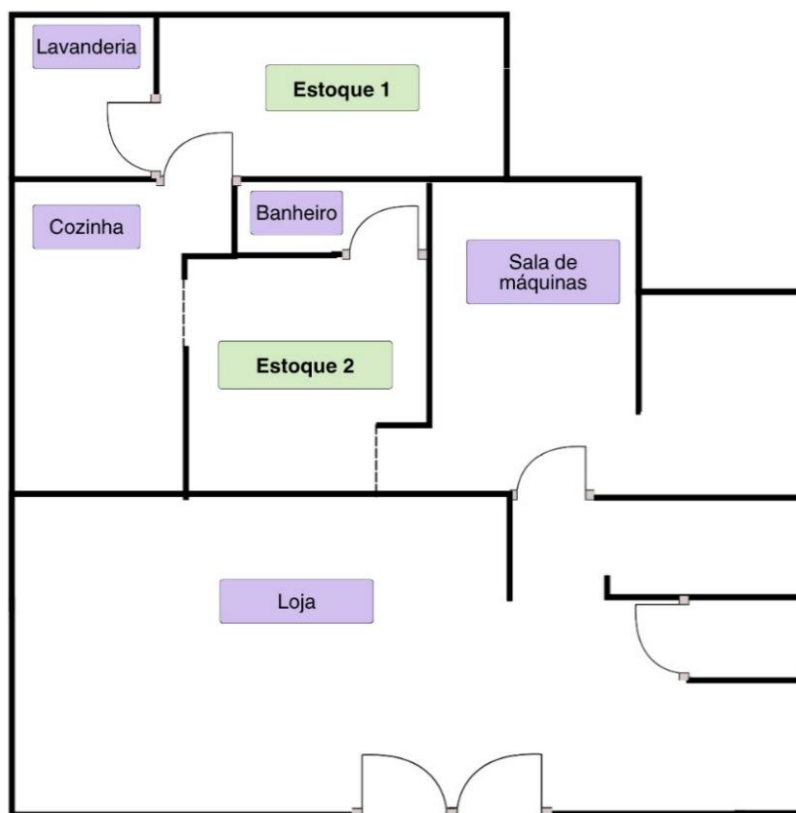 Lavanderia
Estoque 1
Cozinha
Banheiro
Sala de
máquinas
Estoque 2
Loja